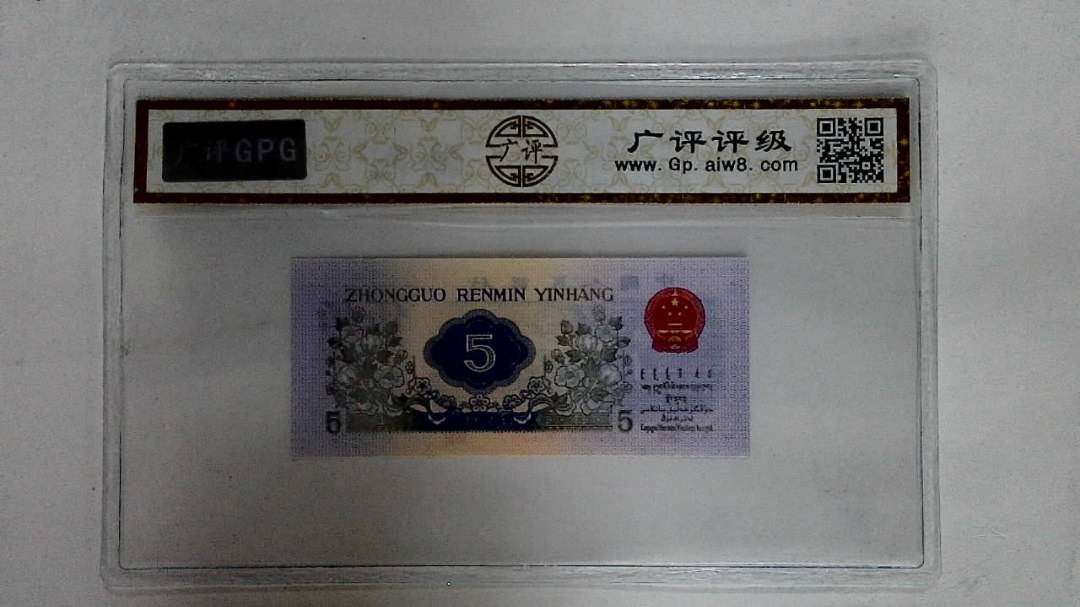 广评GPG
广评
广评评级
www. Gp. aiw8. com
ZHONGGUO RENMIN YINHANG
5
5
5